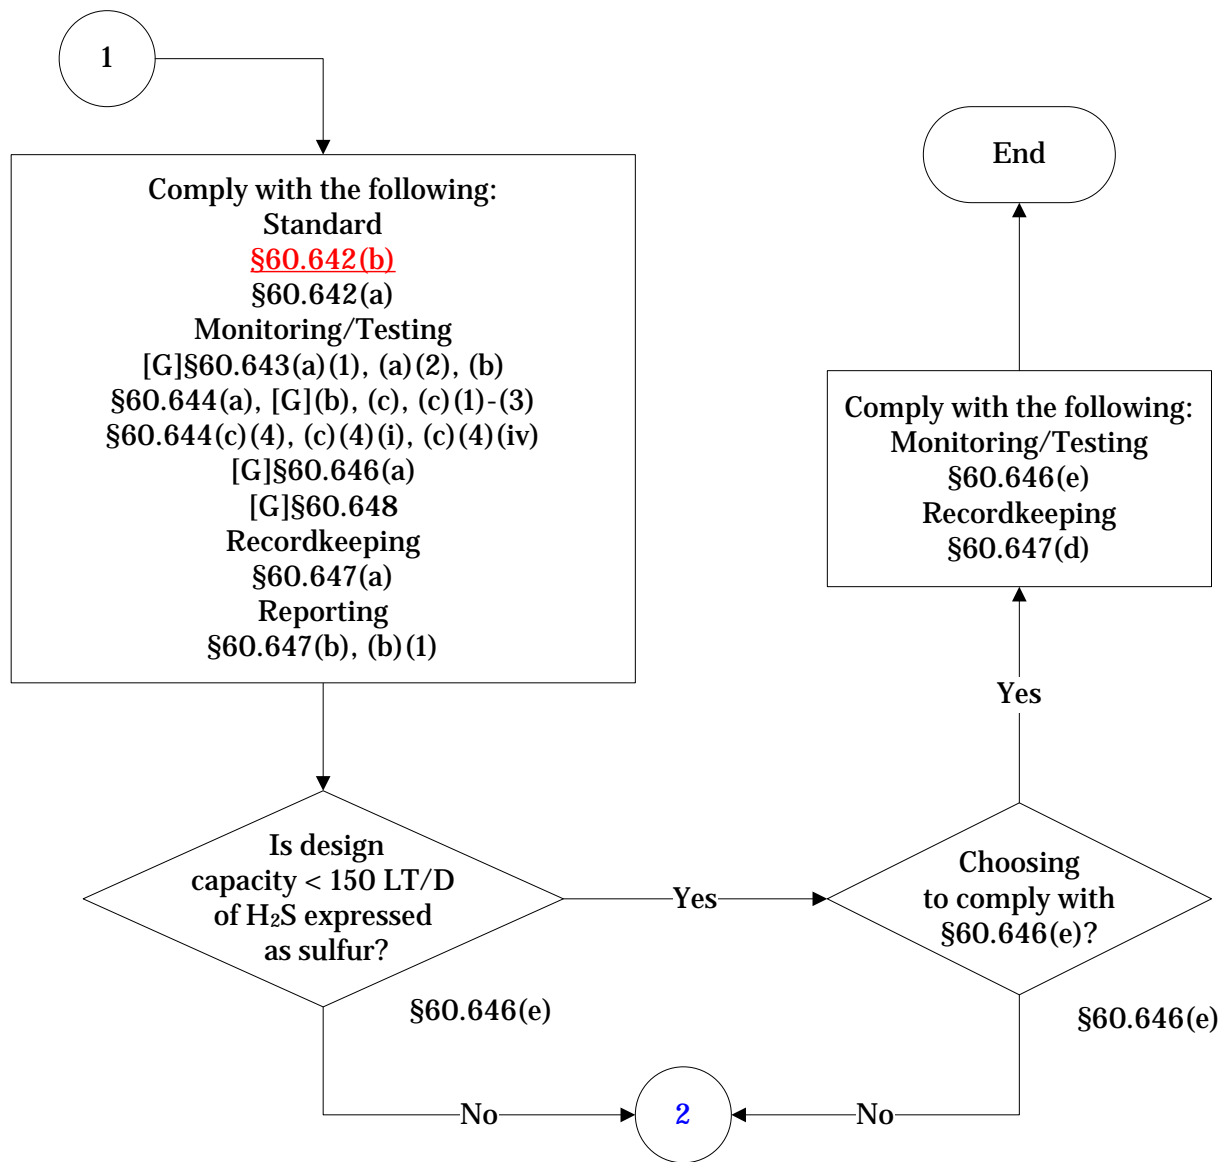 1
Comply with the following:
Standard
§60.642(b)
§60.642(a)
Monitoring/Testing
[G]§60.643(a)(1), (a)(2), (b)
§60.644(a), [G](b), (c), (c)(1)-(3)
§60.644(c)(4), (c)(4)(i), (c)(4)(iv)
[G]§60.646(a)
[G]§60.648
Recordkeeping
§60.647(a)
Reporting
§60.647(b), (b)(1)
Is design
capacity < 150 LT/D
of H₂S expressed
as sulfur?
§60.646(e)
Yes
No
Choosing
to comply with
§60.646(e)?
§60.646(e)
Yes
No
Comply with the following:
Monitoring/Testing
§60.646(e)
Recordkeeping
§60.647(d)
End
2